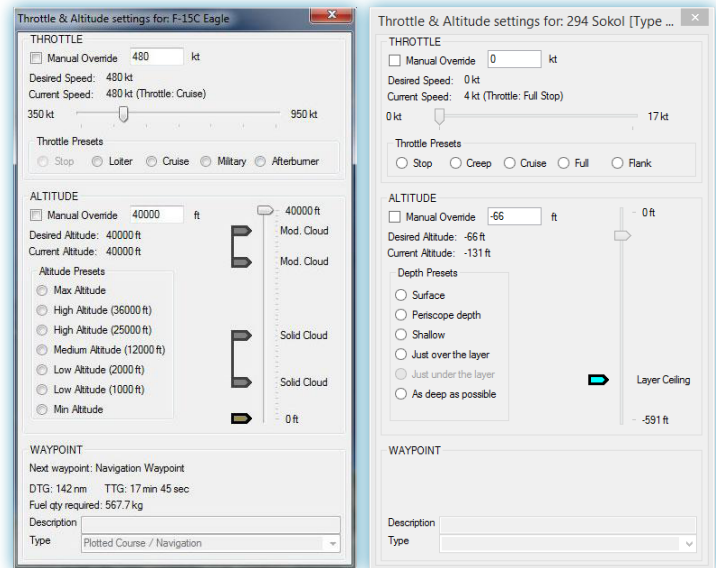 Throttle & Altitude settings for: F-15C Eagle
THROTTLE
Manual Override 480 kt
Desired Speed: 480 kt
Current Speed: 480 kt (Throttle: Cruise)
350 kt 950 kt
Throttle Presets
Stop Loiter Cruise Military Afterburner
ALTITUDE
Manual Override 40000 ft
40000 ft
Desired Altitude: 40000 ft
Mod. Cloud
Current Altitude: 40000 ft
Mod. Cloud
Altitude Presets
Max Altitude
High Altitude (36000 ft)
High Altitude (25000 ft)
Solid Cloud
Medium Altitude (12000 ft)
Low Altitude (2000 ft)
Solid Cloud
Low Altitude (1000 ft)
Min Altitude
0 ft
WAYPOINT
Next waypoint: Navigation Waypoint
DTG: 142 nm TTG: 17 min 45 sec
Fuel qty required: 567.7 kg
Description
Type Plotted Course / Navigation
Throttle & Altitude settings for: 294 Sokol [Type ...
THROTTLE
Manual Override 0 kt
Desired Speed: 0 kt
Current Speed: 4 kt (Throttle: Full Stop)
0 kt 17 kt
Throttle Presets
Stop Creep Cruise Full Flank
ALTITUDE
Manual Override -66 ft
0 ft
Desired Altitude: -66 ft
Current Altitude: -131 ft
Depth Presets
Surface
Periscope depth
Shallow
Just over the layer
Just under the layer
Layer Ceiling
As deep as possible
-591 ft
WAYPOINT
Description
Type